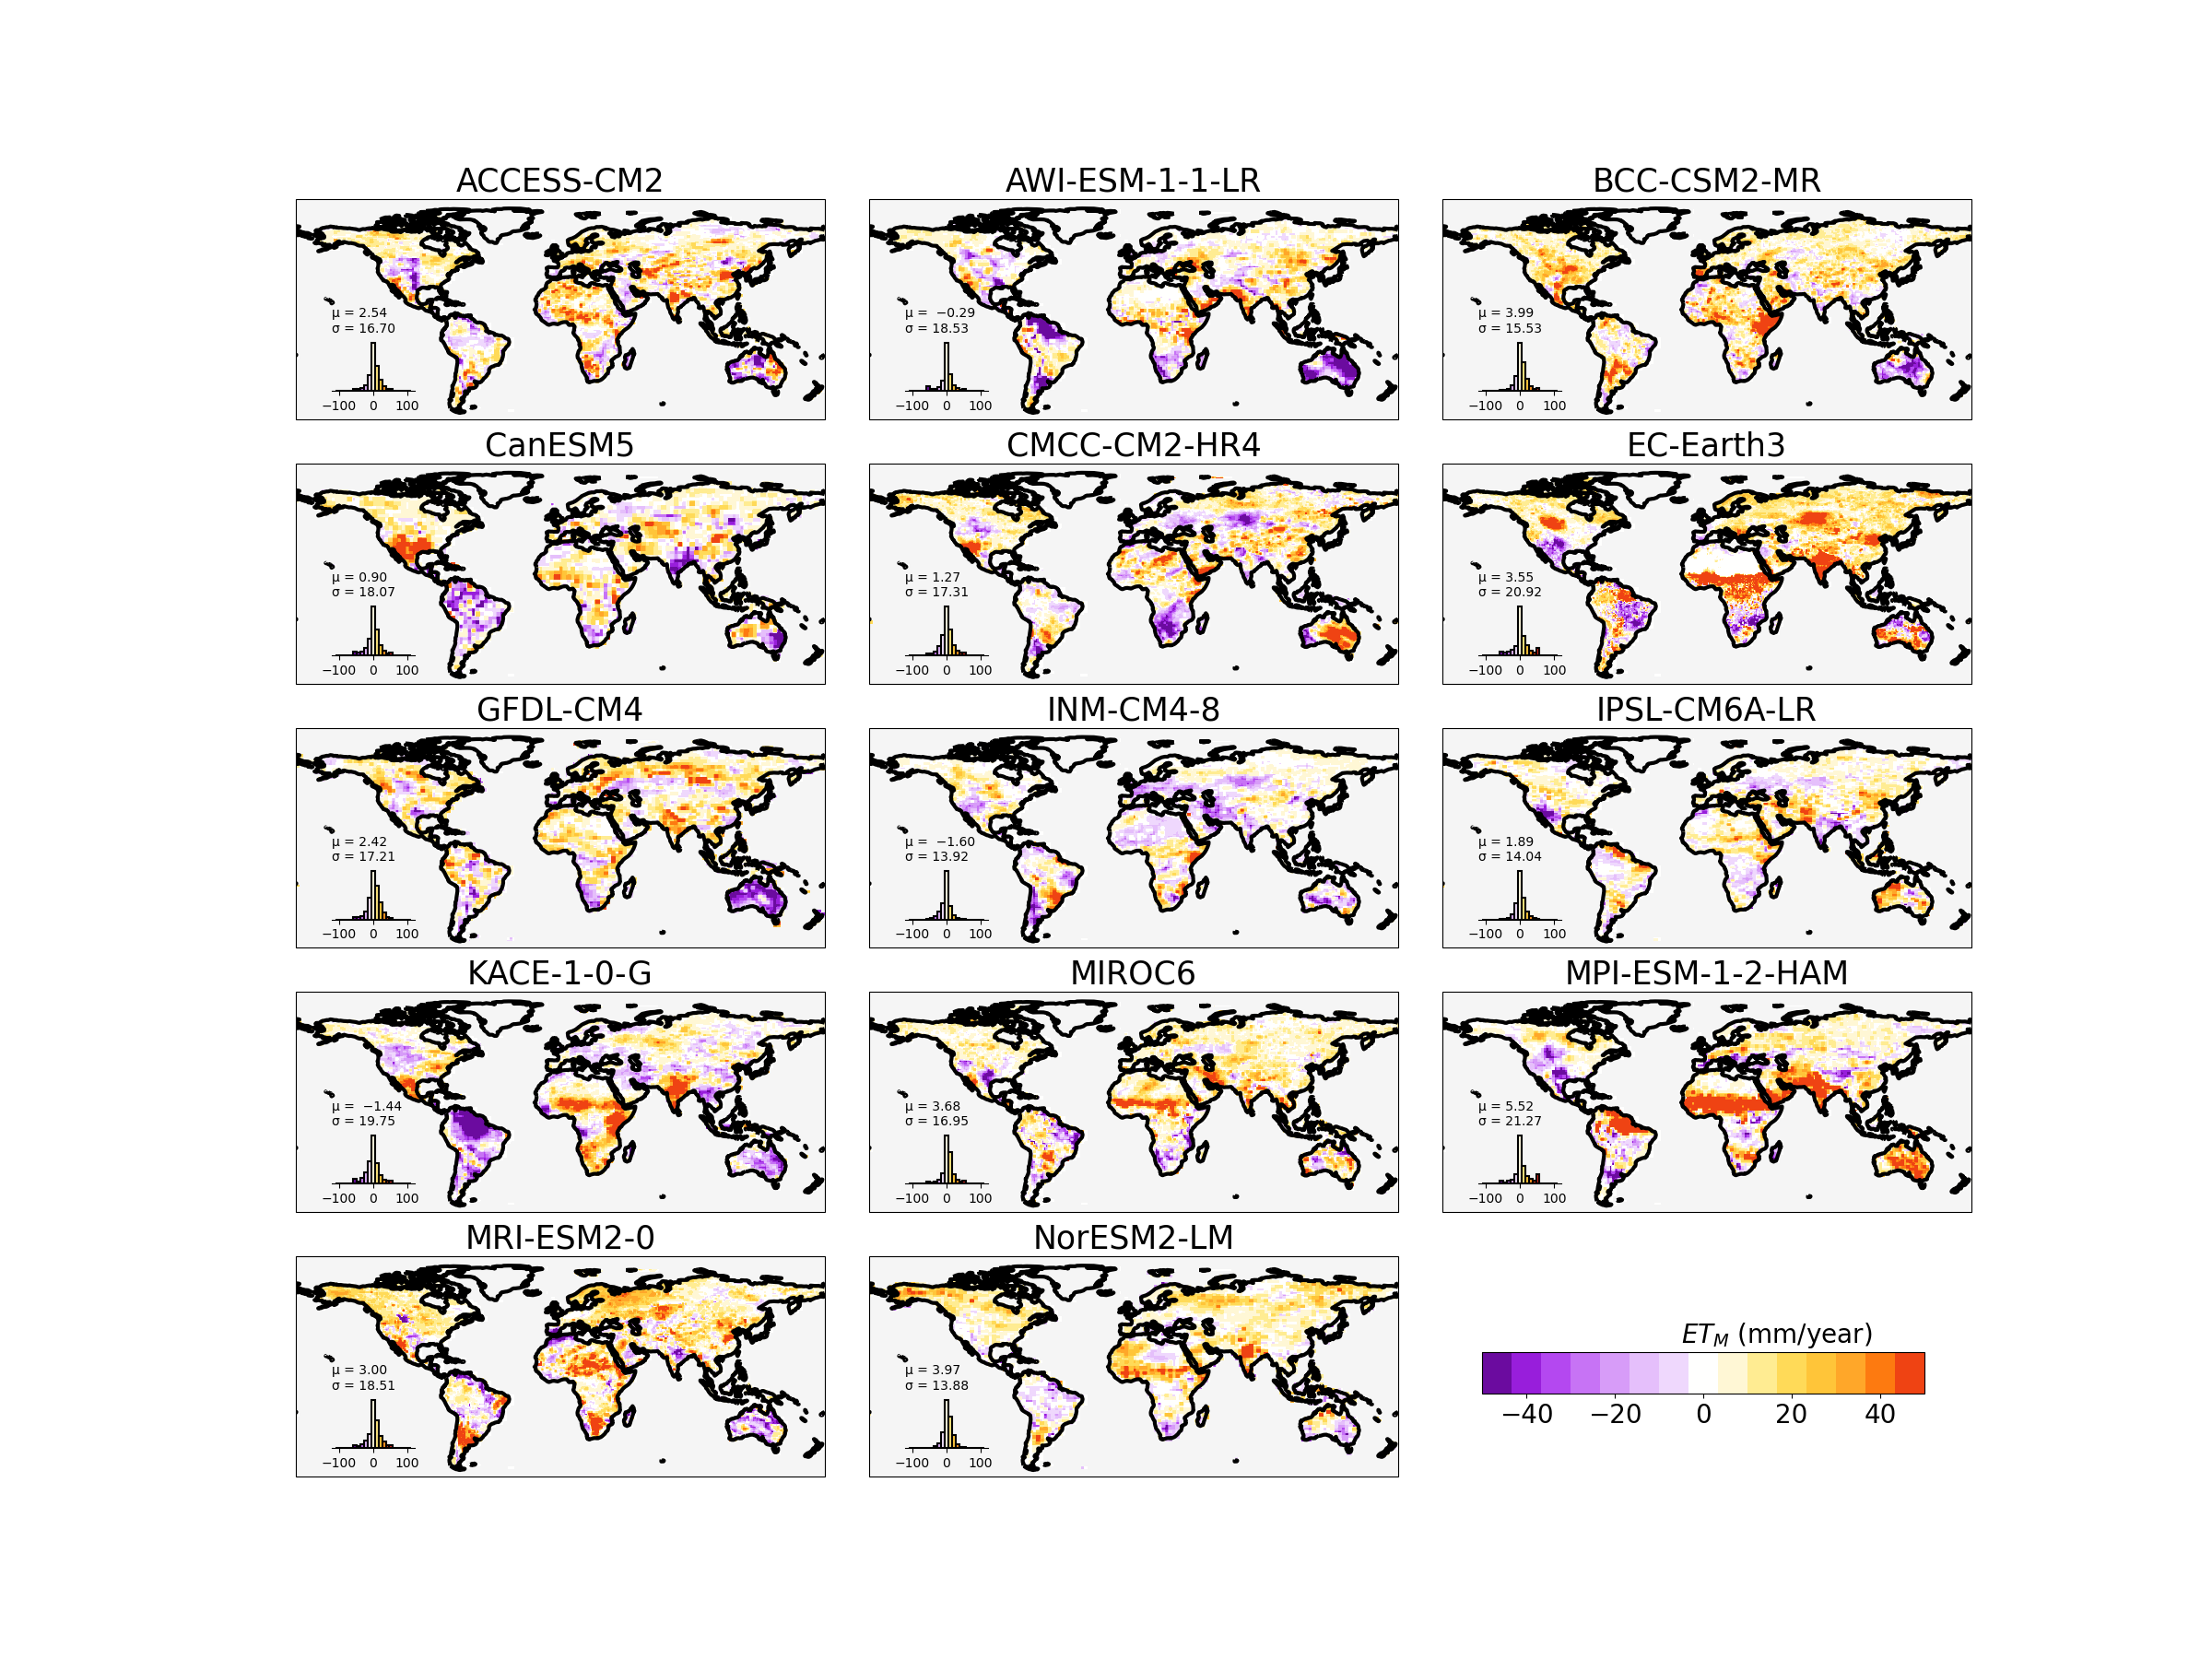 ACCESS-CM2
μ = 2.54
σ = 16.70
−100 0 100
AWI-ESM-1-1-LR
μ = −0.29
σ = 18.53
−100 0 100
BCC-CSM2-MR
μ = 3.99
σ = 15.53
−100 0 100
CanESM5
μ = 0.90
σ = 18.07
−100 0 100
CMCC-CM2-HR4
μ = 1.27
σ = 17.31
−100 0 100
EC-Earth3
μ = 3.55
σ = 20.92
−100 0 100
GFDL-CM4
μ = 2.42
σ = 17.21
−100 0 100
INM-CM4-8
μ = −1.60
σ = 13.92
−100 0 100
IPSL-CM6A-LR
μ = 1.89
σ = 14.04
−100 0 100
KACE-1-0-G
μ = −1.44
σ = 19.75
−100 0 100
MIROC6
μ = 3.68
σ = 16.95
−100 0 100
MPI-ESM-1-2-HAM
μ = 5.52
σ = 21.27
−100 0 100
MRI-ESM2-0
μ = 3.00
σ = 18.51
−100 0 100
NorESM2-LM
μ = 3.97
σ = 13.88
−100 0 100
ET_M (mm/year)
−40 −20 0 20 40